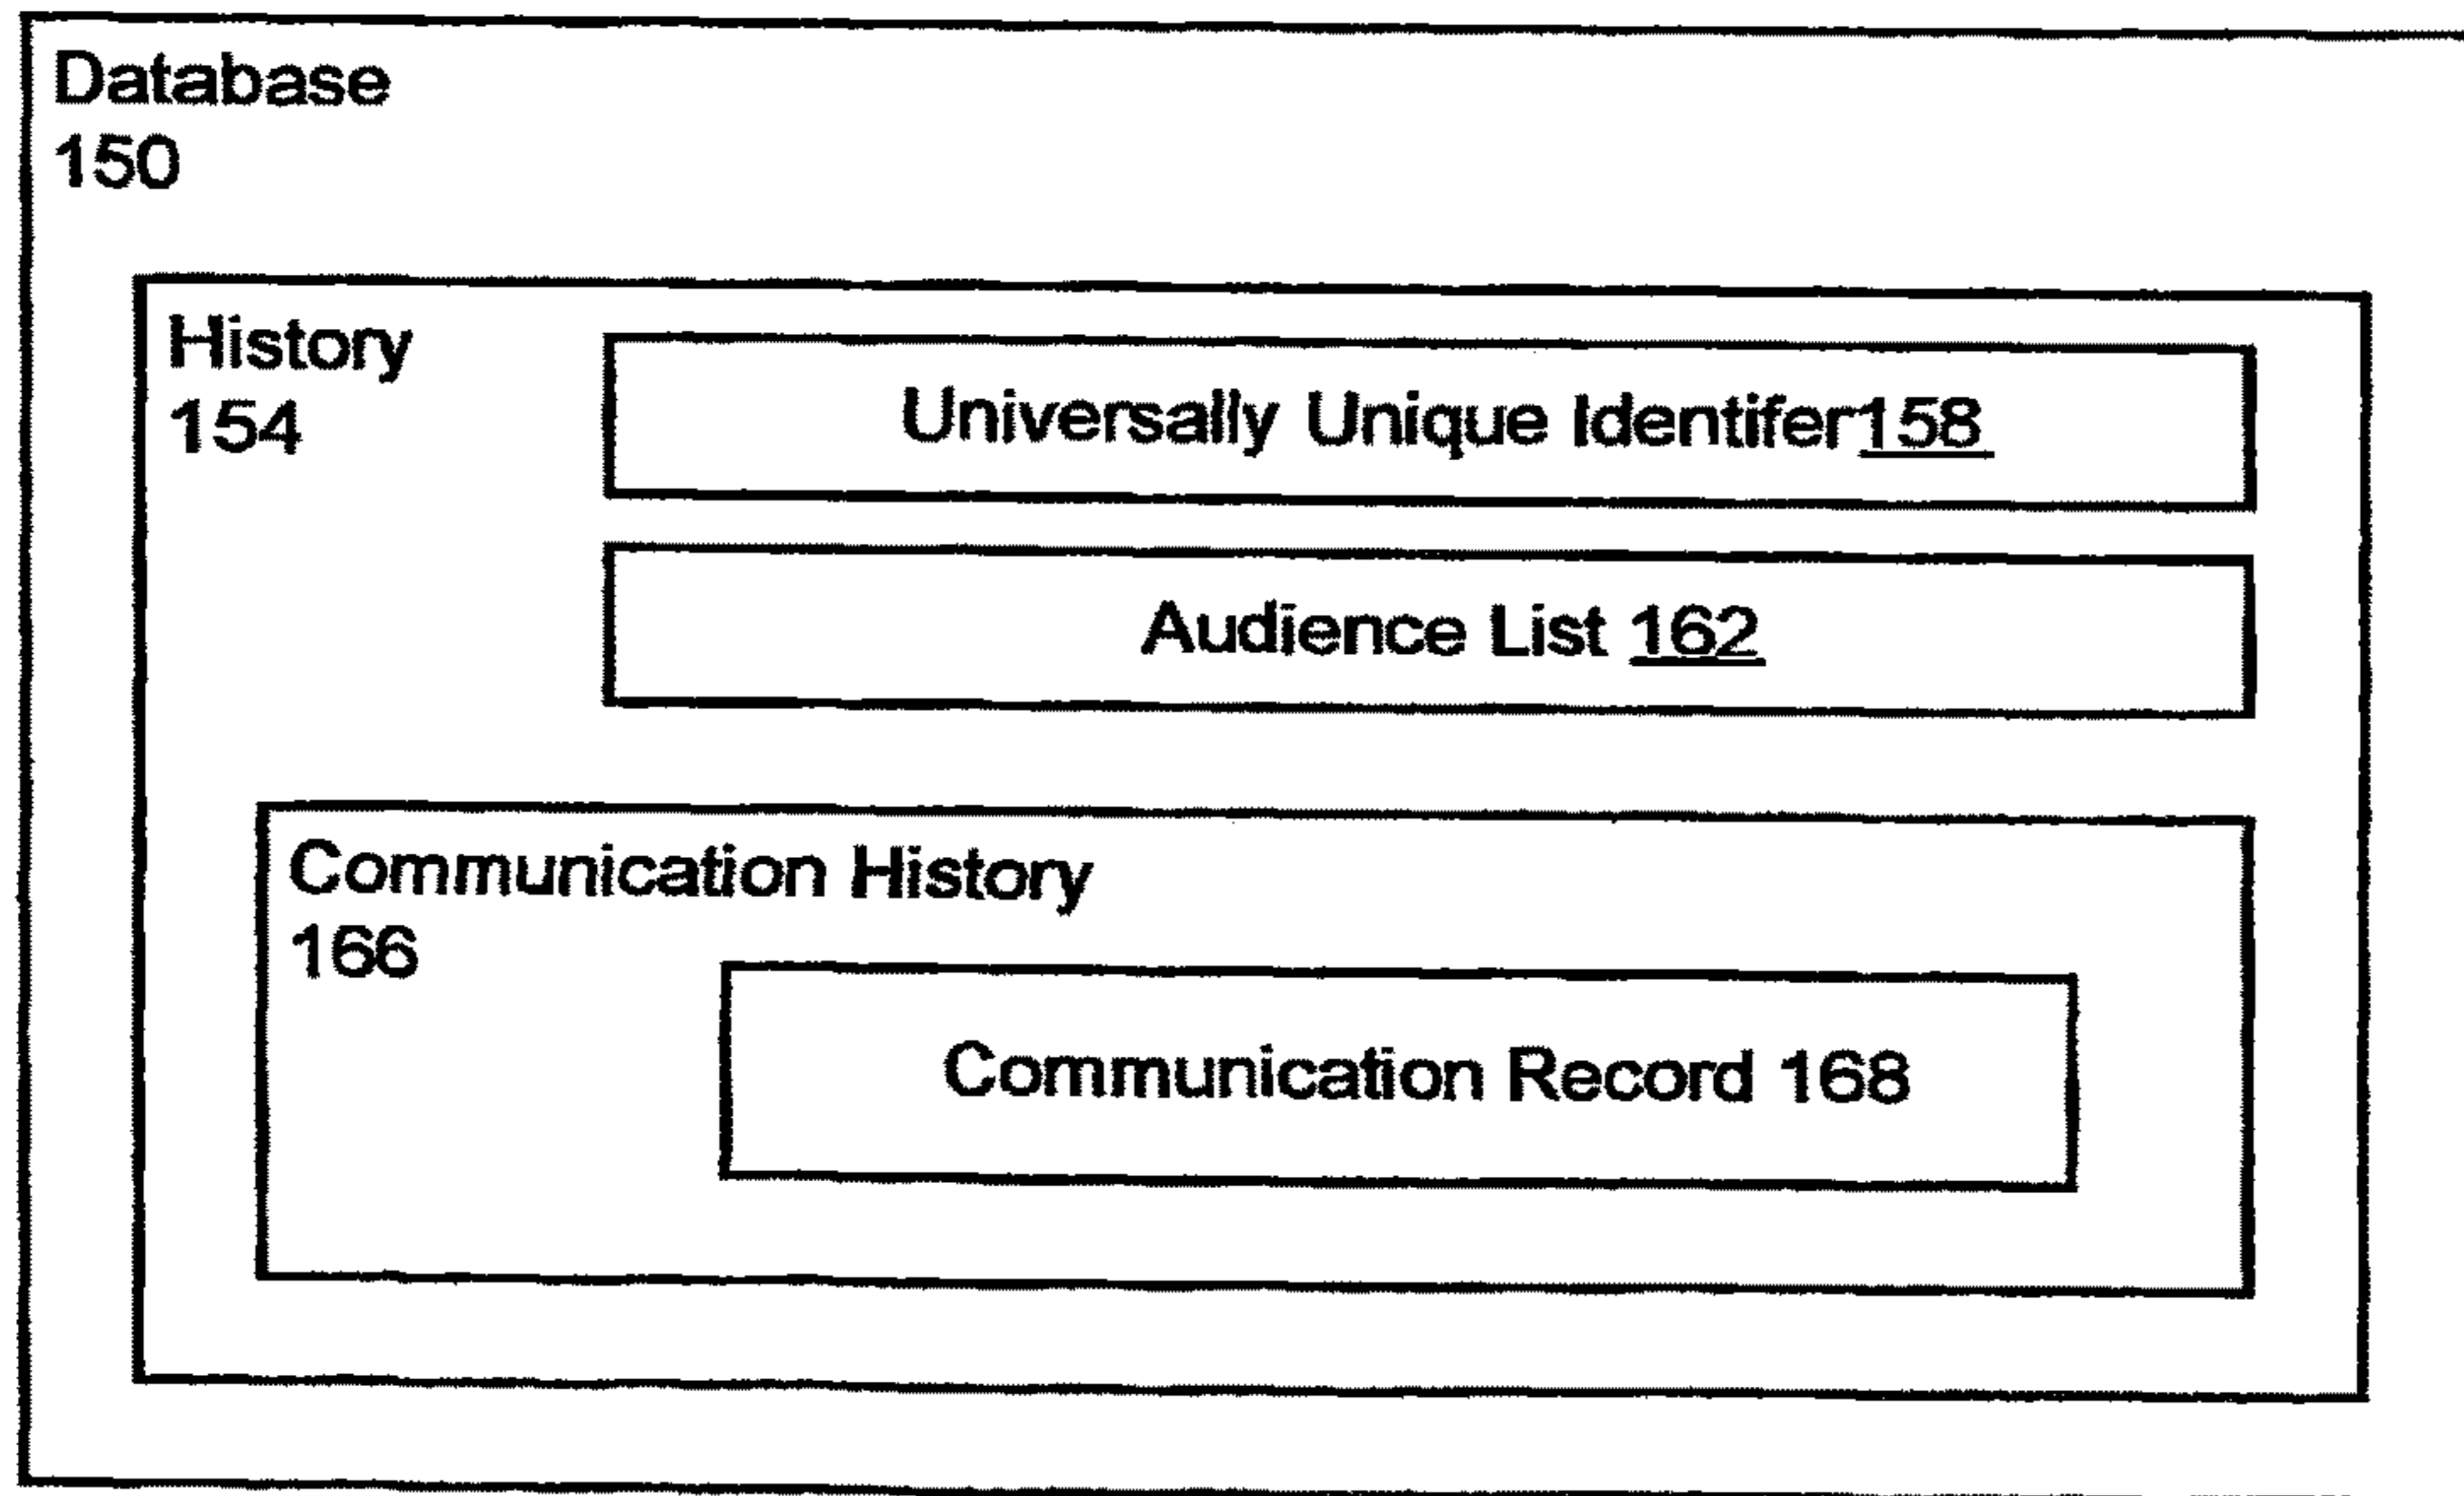 Database
150
History
154
Universally Unique Identifer158
Audience List 162
Communication History
166
Communication Record 168